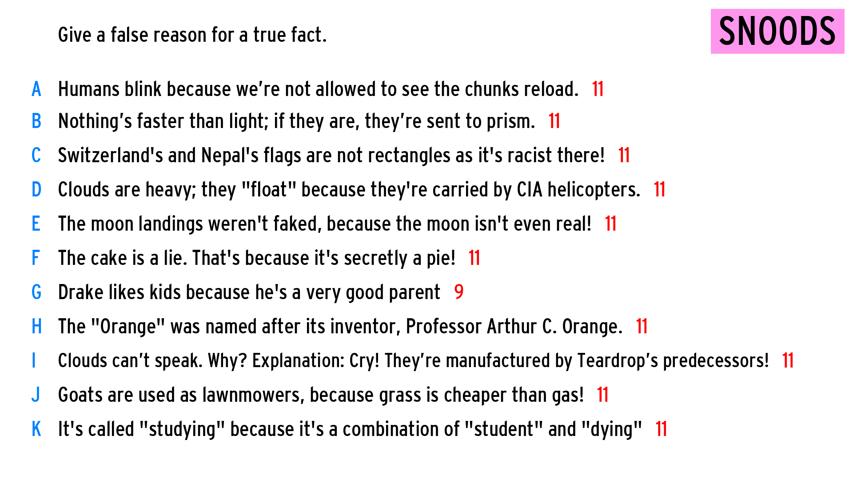 Give a false reason for a true fact.
SNOODS
A Humans blink because we're not allowed to see the chunks reload. 11
B Nothing's faster than light; if they are, they're sent to prism. 11
C Switzerland's and Nepal's flags are not rectangles as it's racist there! 11
D Clouds are heavy; they "float" because they're carried by CIA helicopters. 11
E The moon landings weren't faked, because the moon isn't even real! 11
F The cake is a lie. That's because it's secretly a pie! 11
G Drake likes kids because he's a very good parent 9
H The "Orange" was named after its inventor, Professor Arthur C. Orange. 11
I Clouds can't speak. Why? Explanation: Cry! They're manufactured by Teardrop's predecessors! 11
J Goats are used as lawnmowers, because grass is cheaper than gas! 11
K It's called "studying" because it's a combination of "student" and "dying" 11